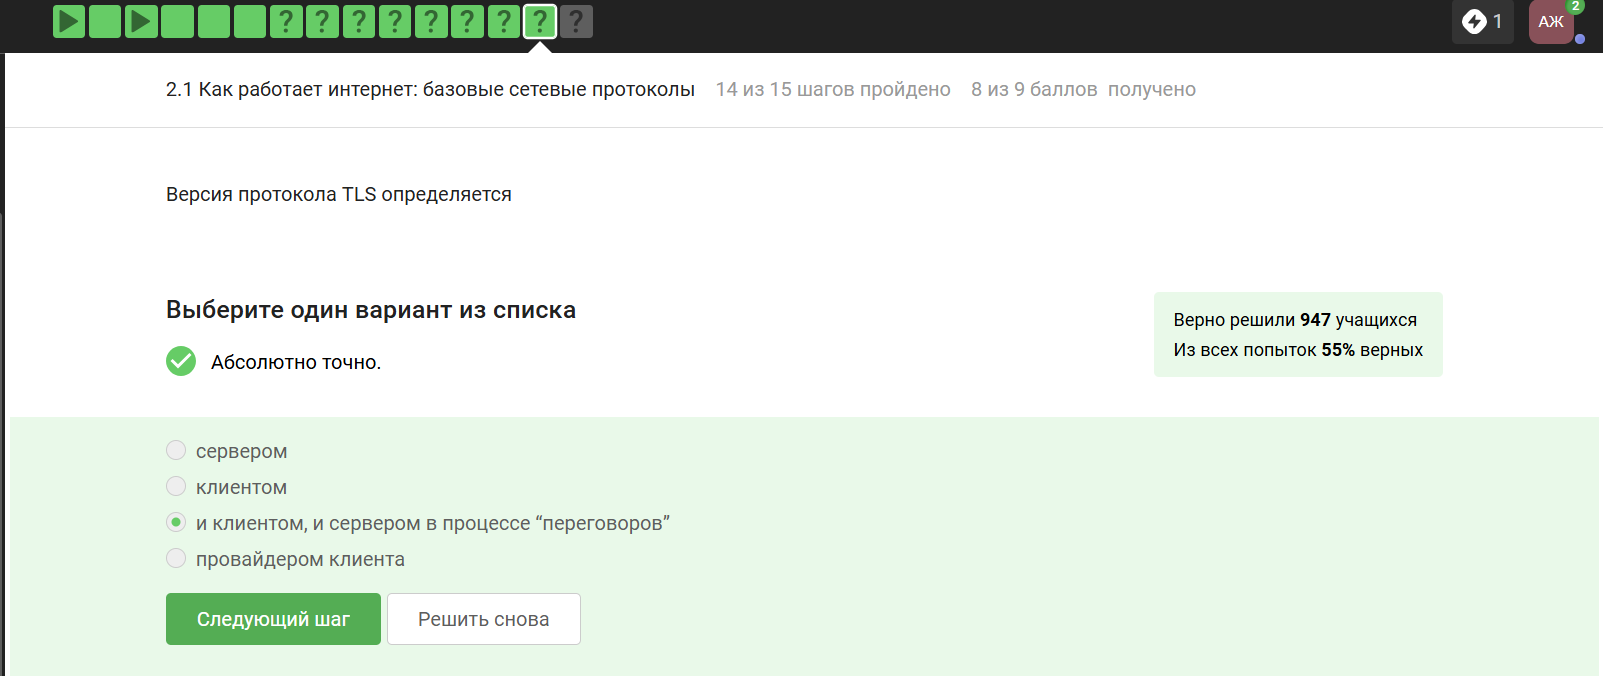 ? ? ? ? ? ? ? ? ?
1
АЖ
2
2.1 Как работает интернет: базовые сетевые протоколы 14 из 15 шагов пройдено 8 из 9 баллов получено
Версия протокола TLS определяется
Выберите один вариант из списка
Верно решили 947 учащихся
Из всех попыток 55% верных
Абсолютно точно.
сервером
клиентом
и клиентом, и сервером в процессе “переговоров”
провайдером клиента
Следующий шаг
Решить снова